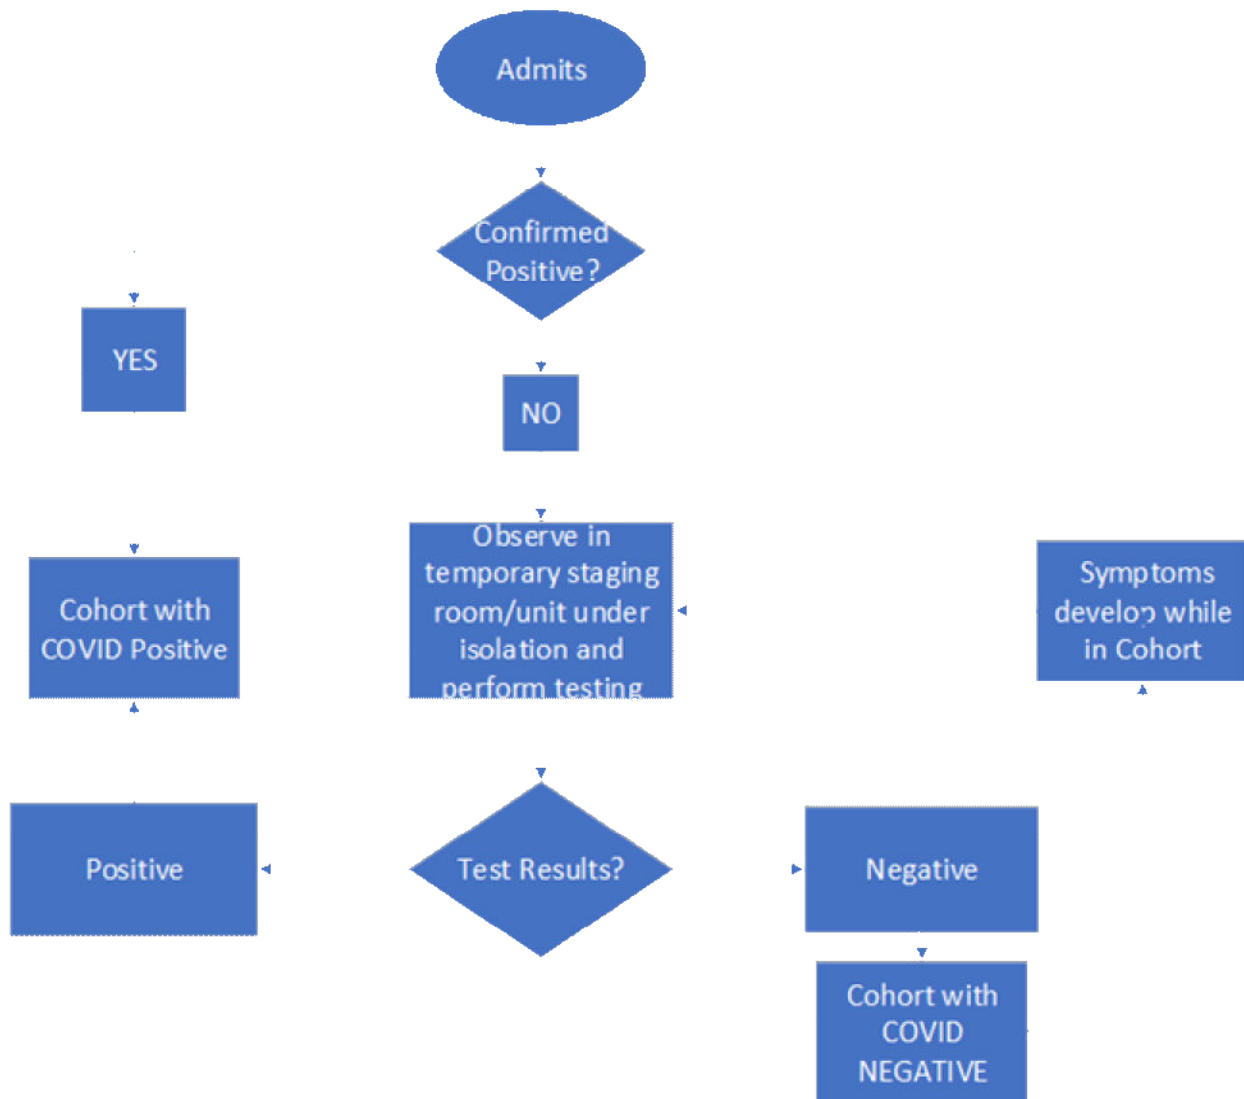 Admits
Confirmed
Positive?
YES
NO
Observe in
temporary staging
room/unit under
isolation and
perform testing
Cohort with
COVID Positive
Symptoms
develop while
in Cohort
Positive
Test Results?
Negative
Cohort with
COVID
NEGATIVE